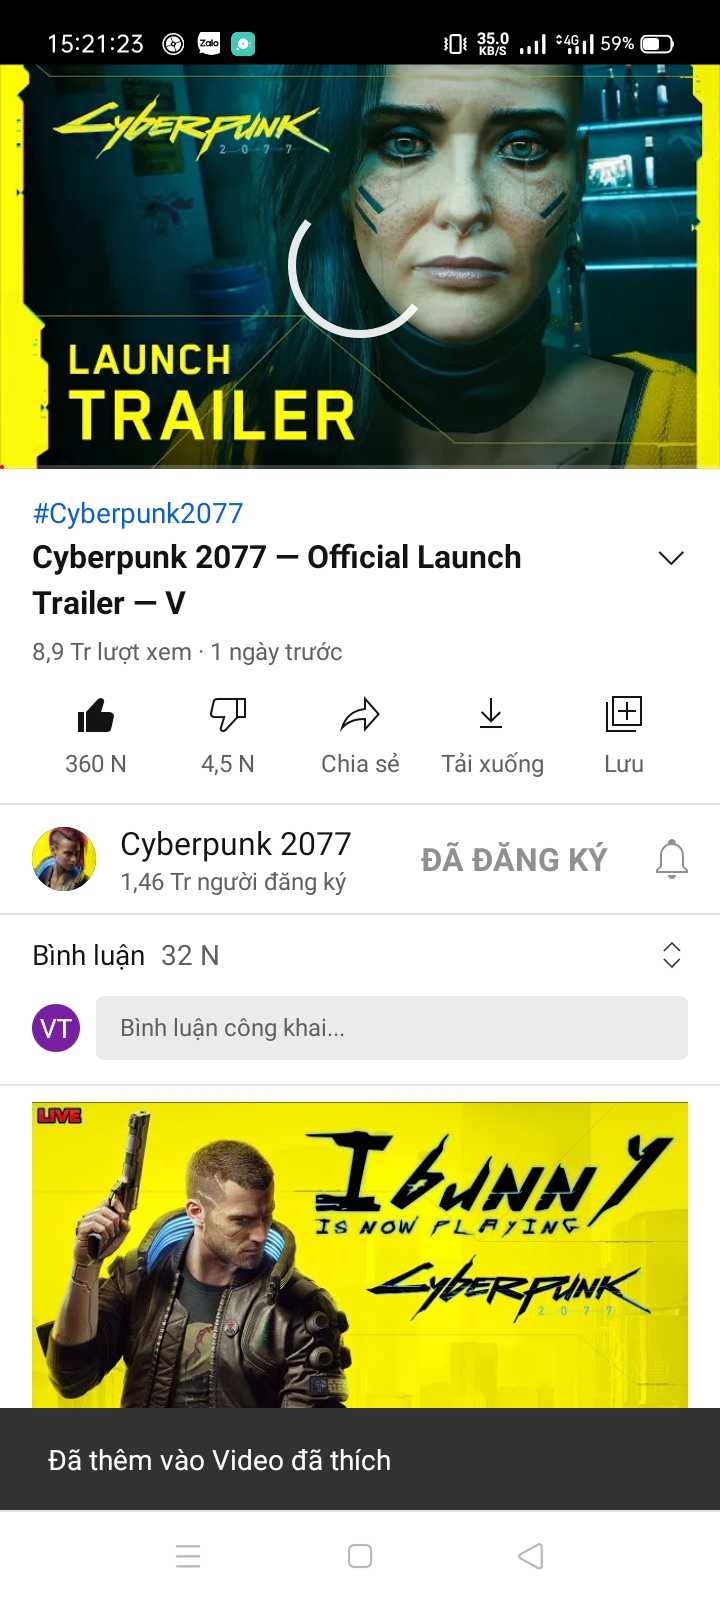 15:21:23 Zalo 35.0 KB/S 4G 59%
CYBERPUNK
2077
LAUNCH
TRAILER
#Cyberpunk2077
Cyberpunk 2077 — Official Launch
Trailer — V
8,9 Tr lượt xem · 1 ngày trước
360 N 4,5 N Chia sẻ Tải xuống Lưu
Cyberpunk 2077
1,46 Tr người đăng ký
ĐÃ ĐĂNG KÝ
Bình luận 32 N
VT Bình luận công khai...
LIVE
IbunnY
IS NOW PLAYING
CYBERPUNK
2077
Đã thêm vào Video đã thích